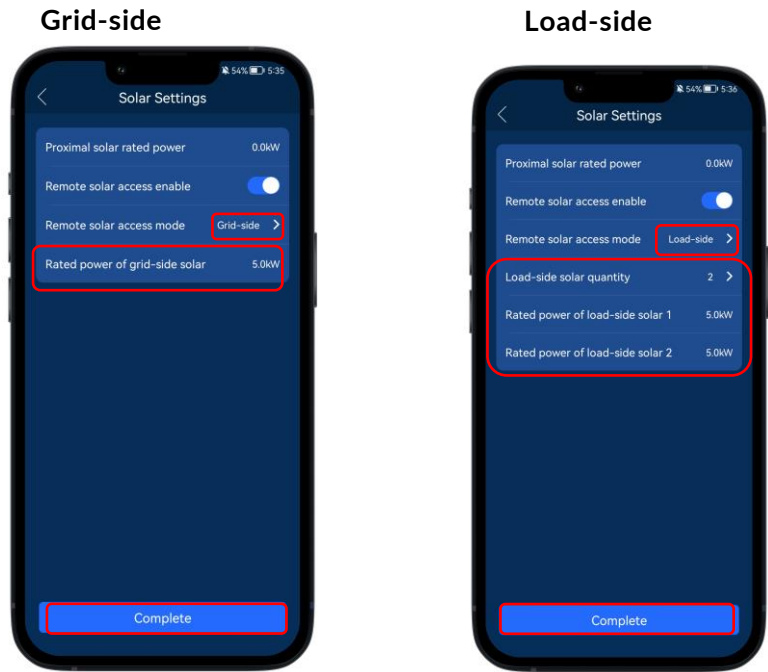 Grid-side
54% 5:35
Solar Settings
Proximal solar rated power 0.0kW
Remote solar access enable
Remote solar access mode Grid-side
Rated power of grid-side solar 5.0kW
Complete
Load-side
54% 5:36
Solar Settings
Proximal solar rated power 0.0kW
Remote solar access enable
Remote solar access mode Load-side
Load-side solar quantity 2
Rated power of load-side solar 1 5.0kW
Rated power of load-side solar 2 5.0kW
Complete